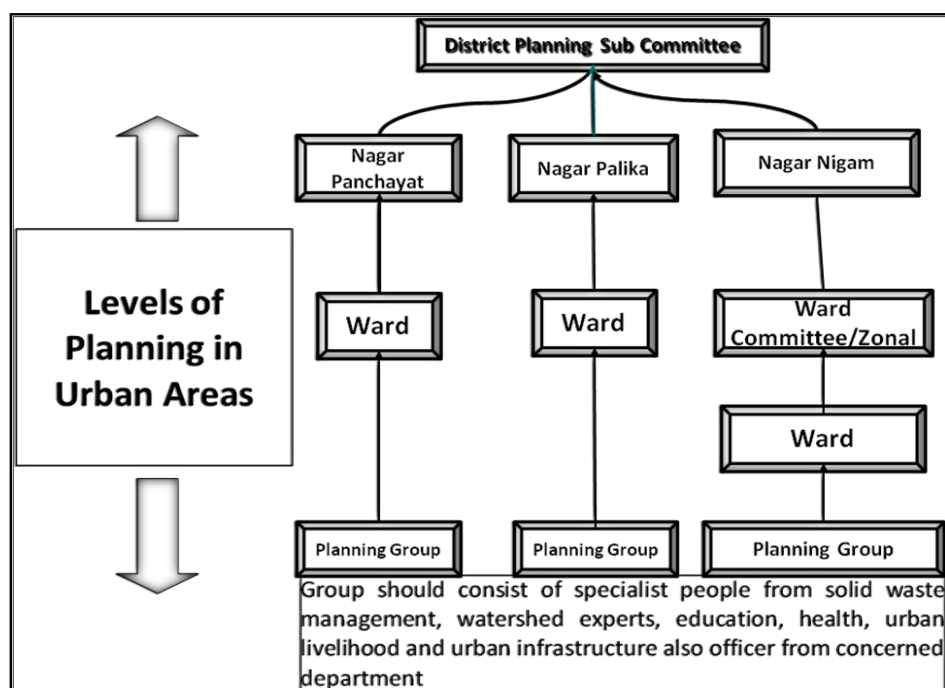 District Planning Sub Committee
Nagar
Panchayat
Nagar Palika
Nagar Nigam
Levels of
Planning in
Urban Areas
Ward
Ward
Ward
Committee/Zonal
Ward
Planning Group
Planning Group
Planning Group
Group should consist of specialist people from solid waste
management, watershed experts, education, health, urban
livelihood and urban infrastructure also officer from concerned
department